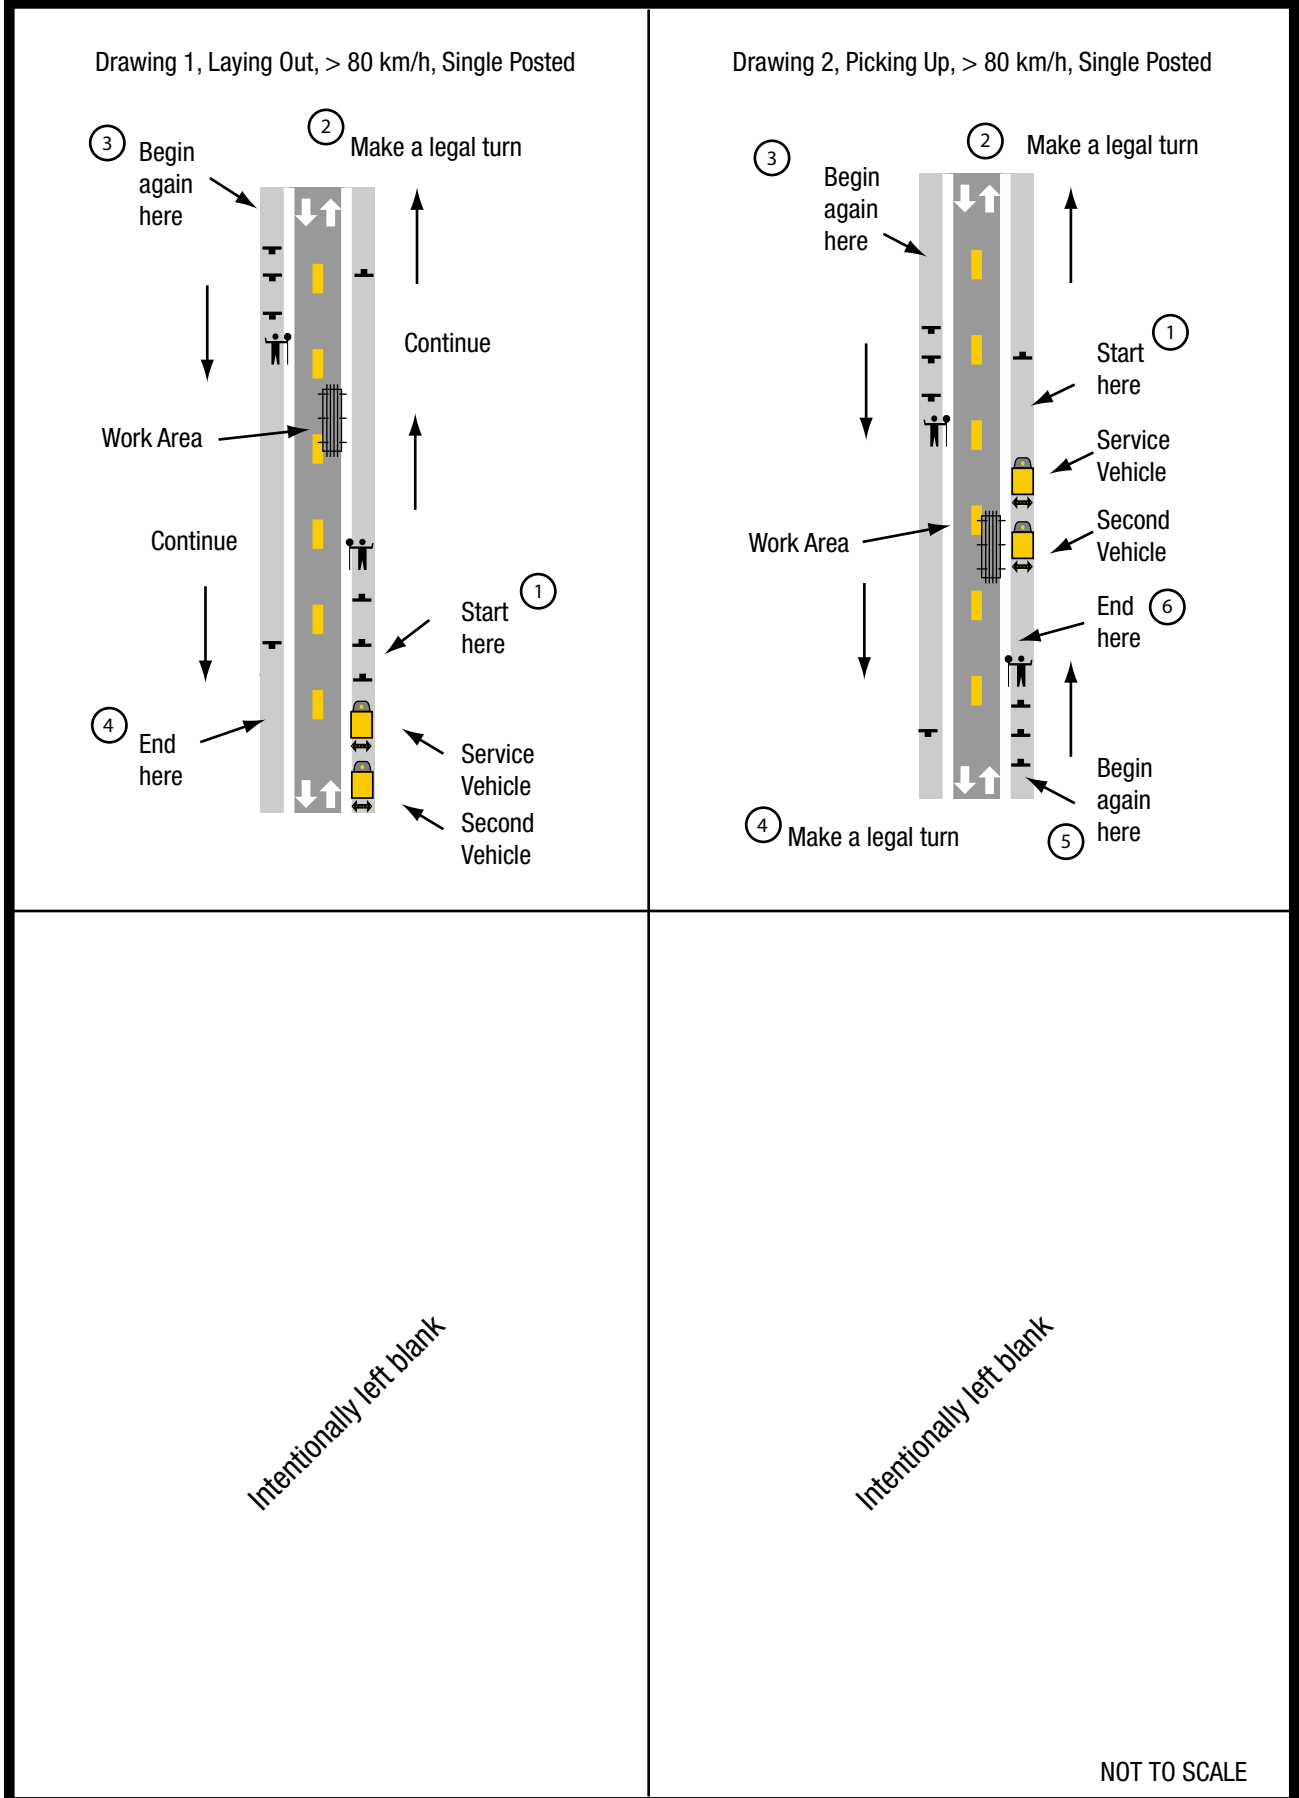 Drawing 1, Laying Out, > 80 km/h, Single Posted
2
Make a legal turn
3
Begin
again
here
Continue
Work Area
Continue
1
Start
here
4
End
here
Service
Vehicle
Second
Vehicle
Drawing 2, Picking Up, > 80 km/h, Single Posted
2
Make a legal turn
3
Begin
again
here
1
Start
here
Service
Vehicle
Work Area
Second
Vehicle
End
here
6
Begin
again
here
4
Make a legal turn
5
Intentionally left blank
Intentionally left blank
NOT TO SCALE